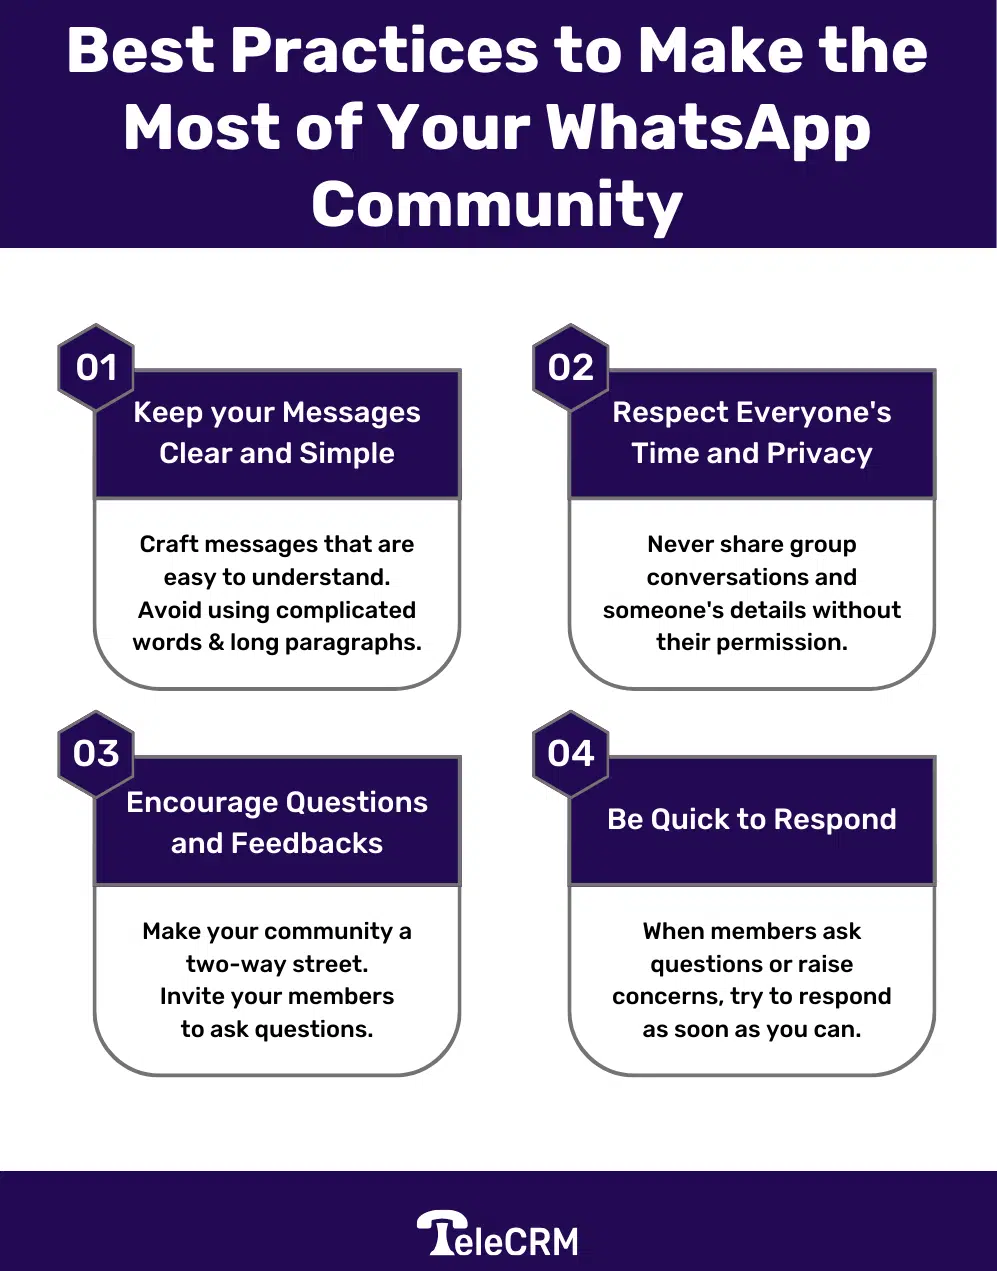 Best Practices to Make the
Most of Your WhatsApp
Community
01
Keep your Messages
Clear and Simple
Craft messages that are
easy to understand.
Avoid using complicated
words & long paragraphs.
02
Respect Everyone's
Time and Privacy
Never share group
conversations and
someone's details without
their permission.
03
Encourage Questions
and Feedbacks
Make your community a
two-way street.
Invite your members
to ask questions.
04
Be Quick to Respond
When members ask
questions or raise
concerns, try to respond
as soon as you can.
TeleCRM